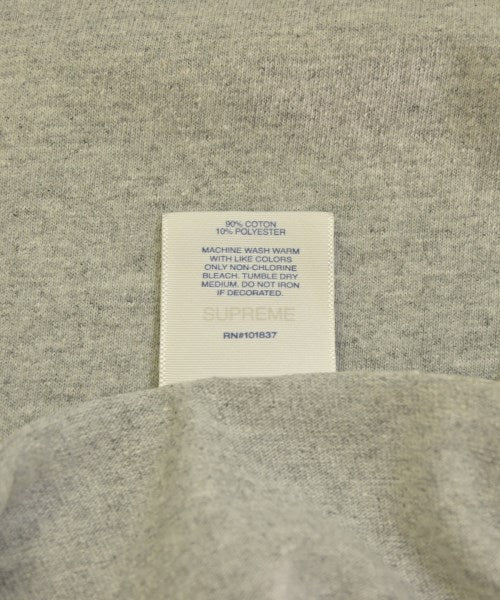 90% COTON
10% POLYESTER
MACHINE WASH WARM
WITH LIKE COLORS
ONLY NON-CHLORINE
BLEACH. TUMBLE DRY
MEDIUM. DO NOT IRON
IF DECORATED.
SUPREME
RN#101837